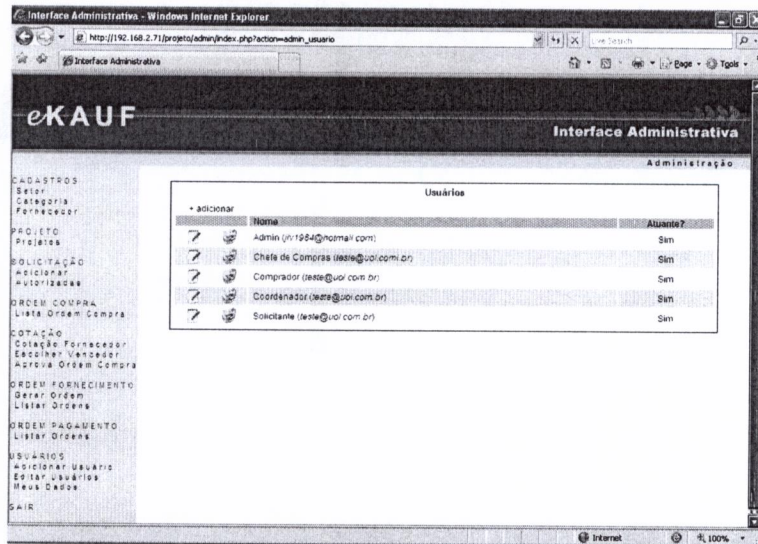 Interface Administrativa - Windows Internet Explorer
http://192.168.2.71/projeto/admin/index.php?action=admin_usuario
Live Search
Interface Administrativa
Page
Tools
eKAUF
Interface Administrativa
Administração
CADASTROS
Setor
Categoria
Fornecedor
PROJETO
Projetos
SOLICITAÇÃO
Adicionar
Autorizadas
ORDEM COMPRA
Lista Ordem Compra
COTAÇÃO
Cotação Fornecedor
Escolher Vencedor
Aprova Ordem Compra
ORDEM FORNECIMENTO
Gerar Ordem
Listar Ordens
ORDEM PAGAMENTO
Listar Ordens
USUÁRIOS
Adicionar Usuário
Editar Usuários
Meus Dados
SAIR
Usuários
+ adicionar
Nome Atuante?
Admin Sim
Chefe de Compras (teste@uol.com.br) Sim
Comprador (teste@uol.com.br) Sim
Coordenador (teste@uol.com.br) Sim
Solicitante (teste@uol.com.br) Sim
Internet 100%